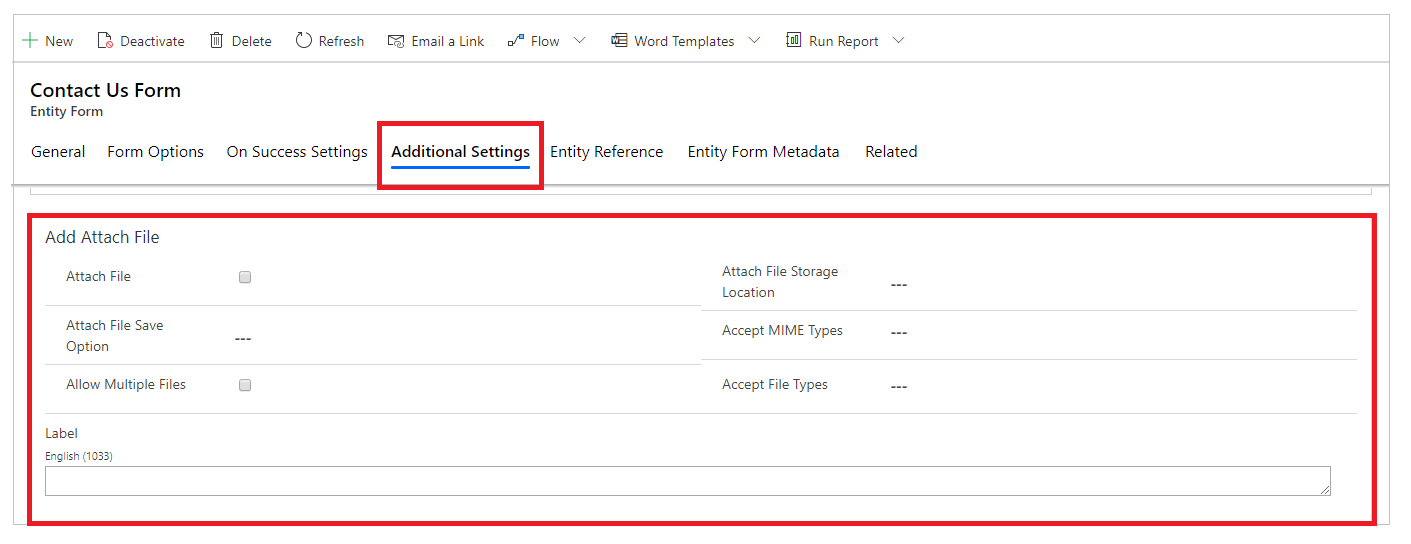 New Deactivate Delete Refresh Email a Link Flow Word Templates Run Report
Contact Us Form
Entity Form
General Form Options On Success Settings Additional Settings Entity Reference Entity Form Metadata Related
Add Attach File
Attach File
Attach File Storage
Location
---
Attach File Save
Option
---
Accept MIME Types ---
Allow Multiple Files
Accept File Types ---
Label
English (1033)